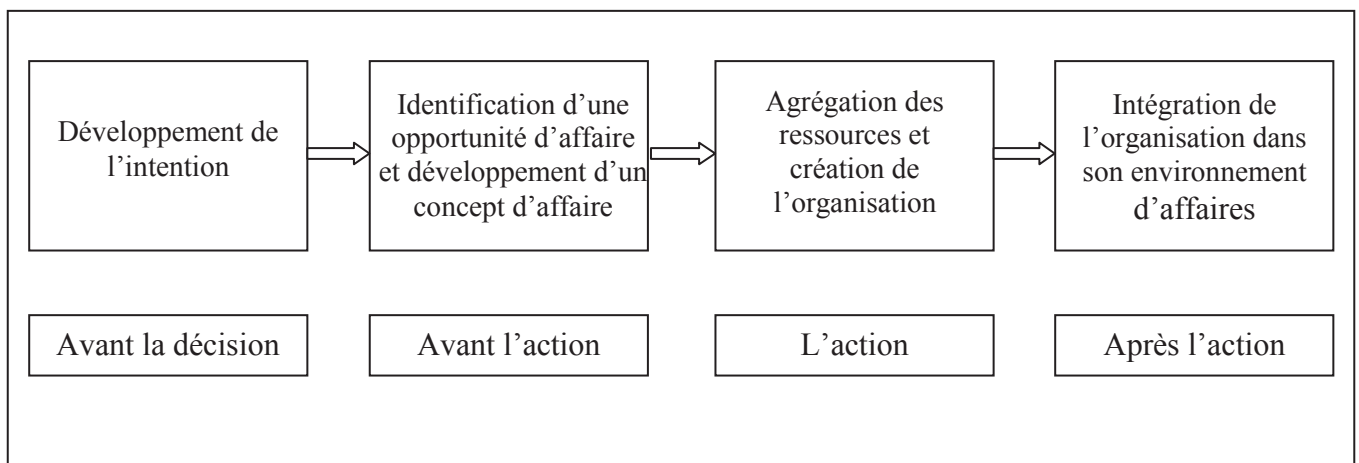 Développement de
l’intention
Identification d’une
opportunité d’affaire
et développement d’un
concept d’affaire
Agrégation des
ressources et
création de
l’organisation
Intégration de
l’organisation dans
son environnement
d’affaires
Avant la décision
Avant l’action
L’action
Après l’action